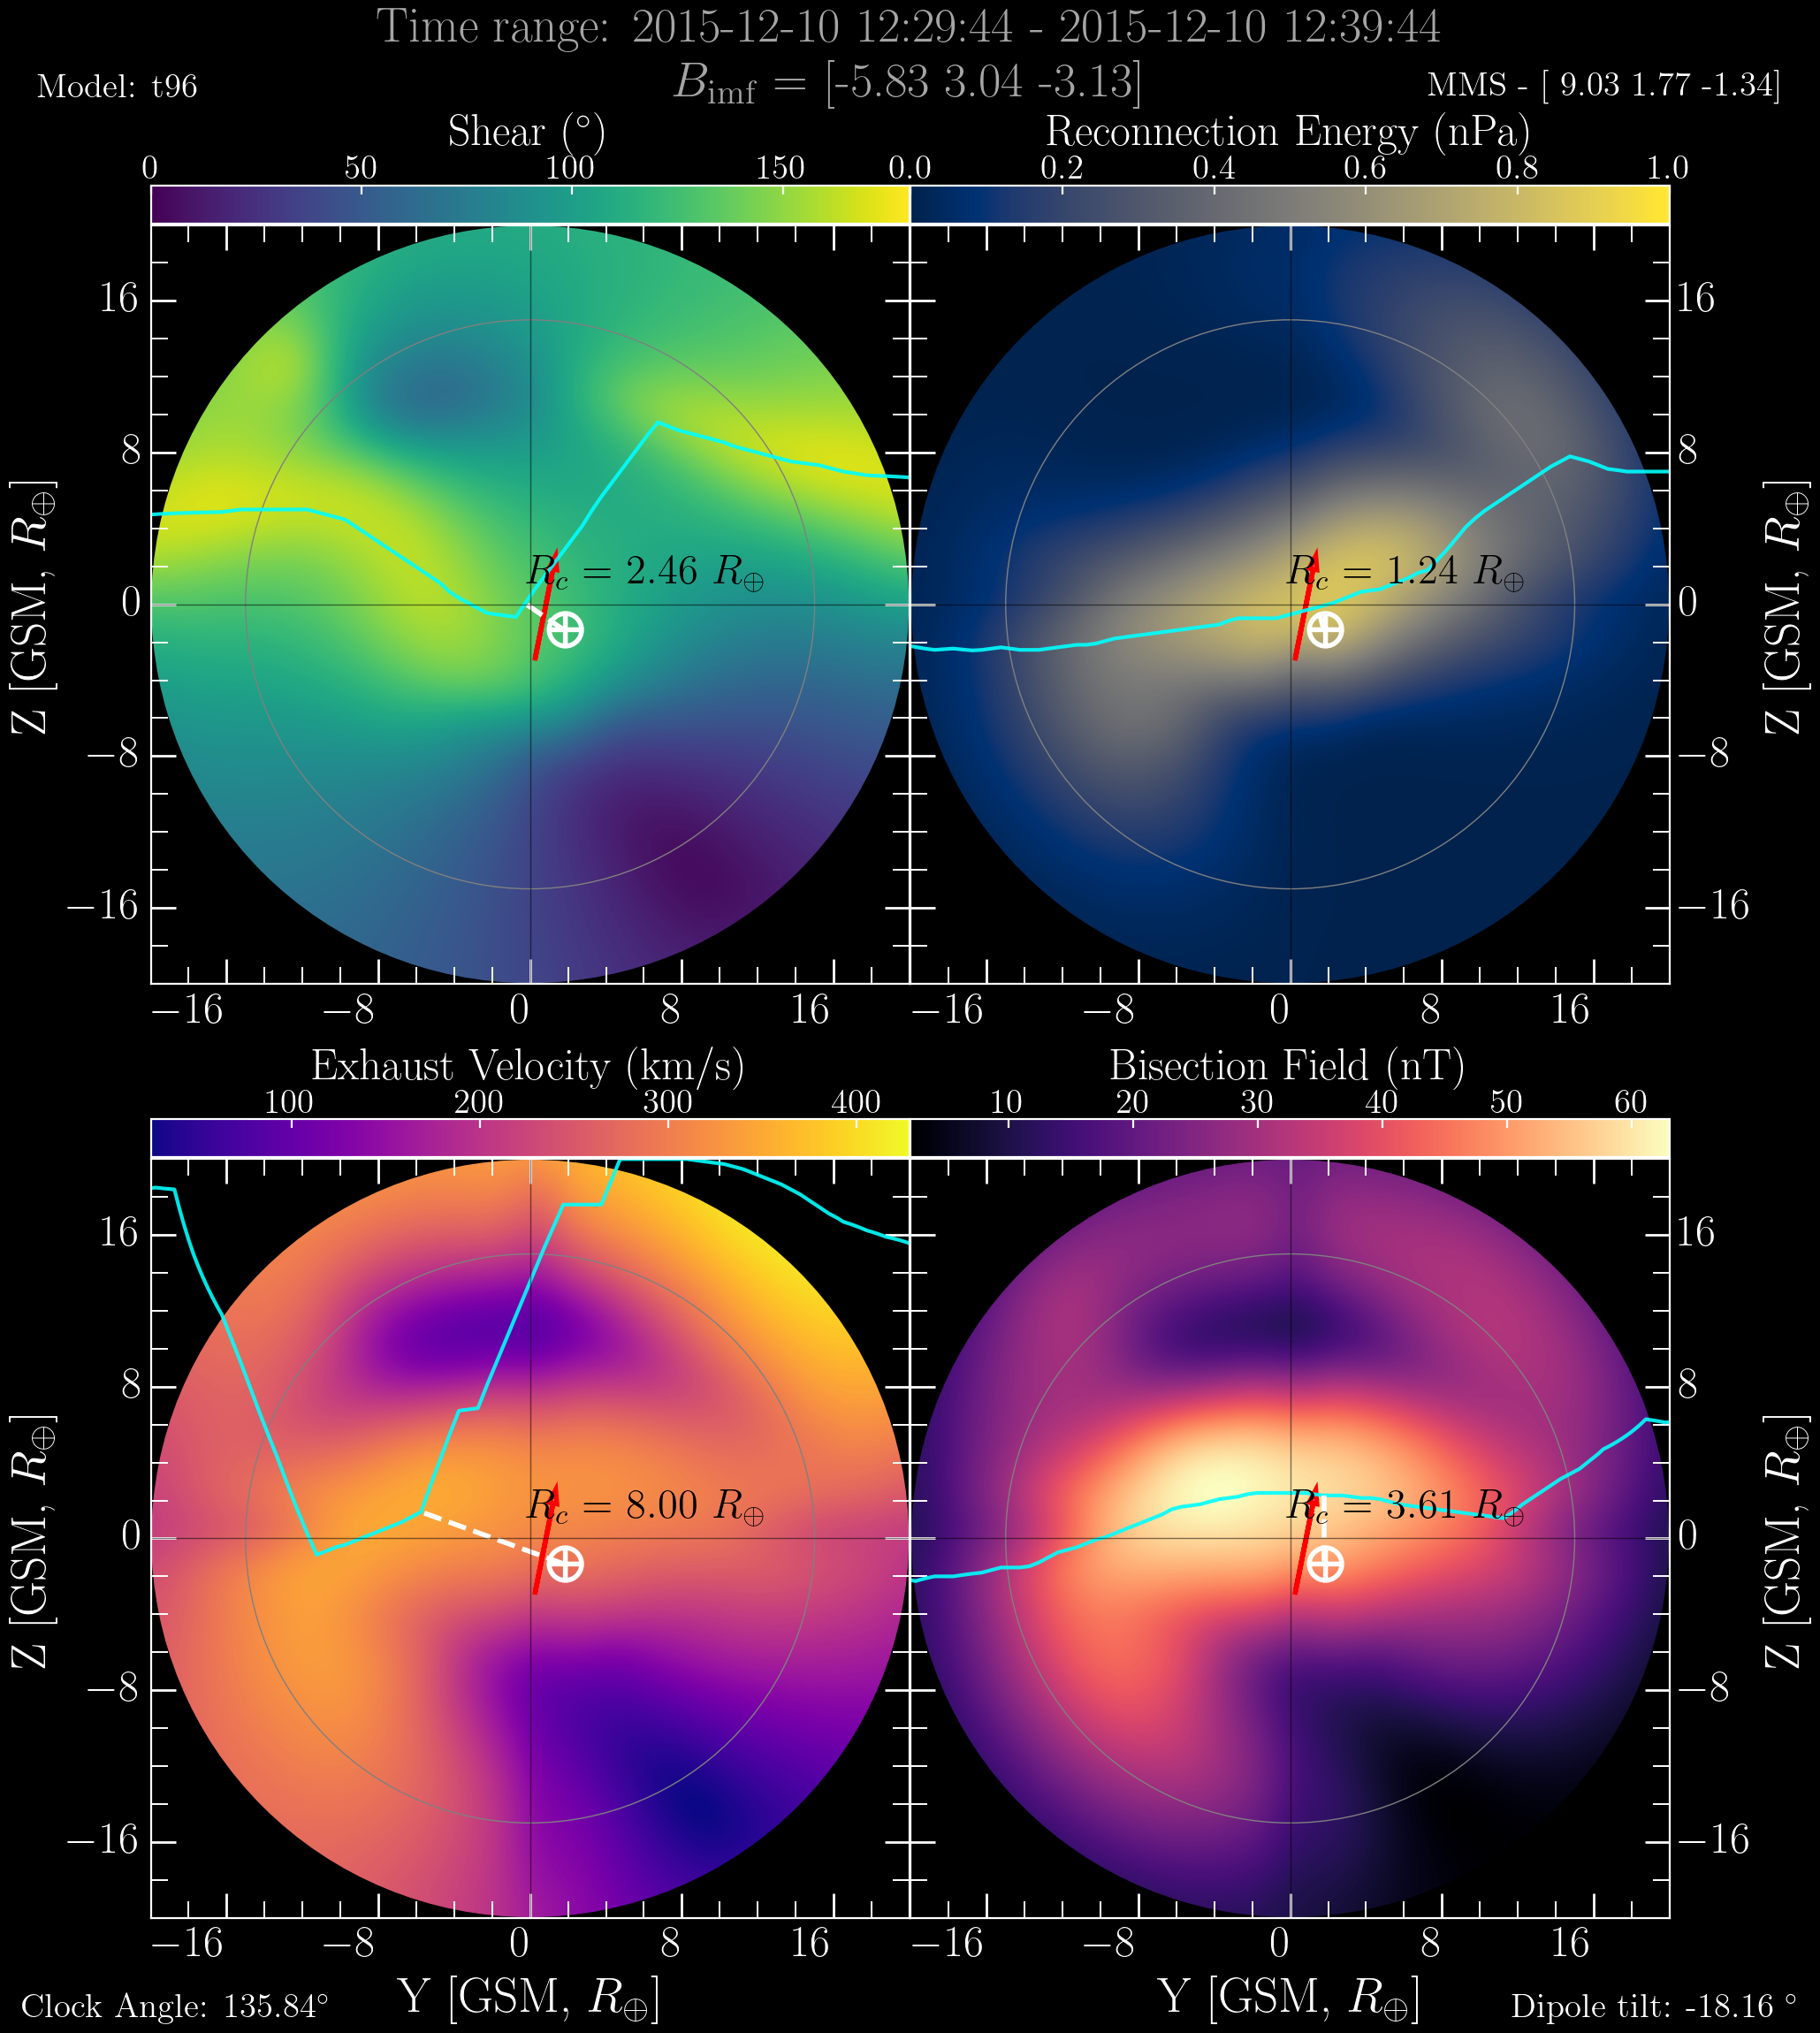 Time range: 2015-12-10 12:29:44 - 2015-12-10 12:39:44
Model: t96
B_imf = [-5.83 3.04 -3.13]
MMS - [ 9.03 1.77 -1.34]
Shear (°)
Reconnection Energy (nPa)
0 50 100 150
0.0 0.2 0.4 0.6 0.8 1.0
16
8
0
−8
−16
Z [GSM, R⊕]
R_c = 2.46 R⊕
R_c = 1.24 R⊕
16
8
0
−8
−16
Z [GSM, R⊕]
−16 −8 0 8 16
−16 −8 0 8 16
Exhaust Velocity (km/s)
Bisection Field (nT)
100 200 300 400
10 20 30 40 50 60
16
8
0
−8
−16
Z [GSM, R⊕]
R_c = 8.00 R⊕
R_c = 3.61 R⊕
16
8
0
−8
−16
Z [GSM, R⊕]
−16 −8 0 8 16
−16 −8 0 8 16
Y [GSM, R⊕]
Y [GSM, R⊕]
Clock Angle: 135.84°
Dipole tilt: -18.16 °